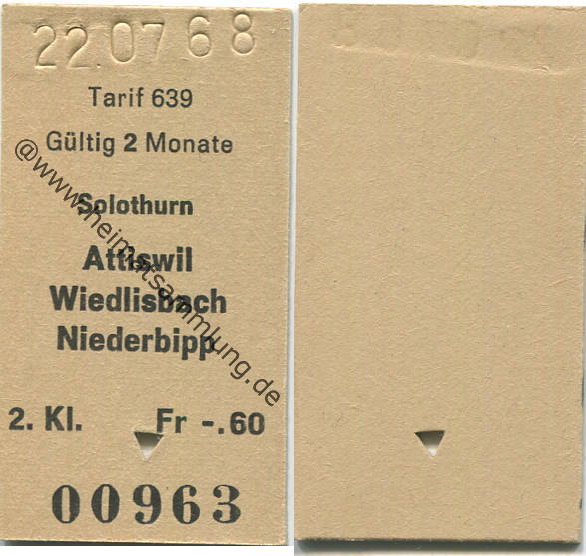 22.07 68
Tarif 639
Gültig 2 Monate
Solothurn
Attiswil
Wiedlisbach
Niederbipp
2. Kl. Fr -.60
00963
@www.heimatsammlung.de